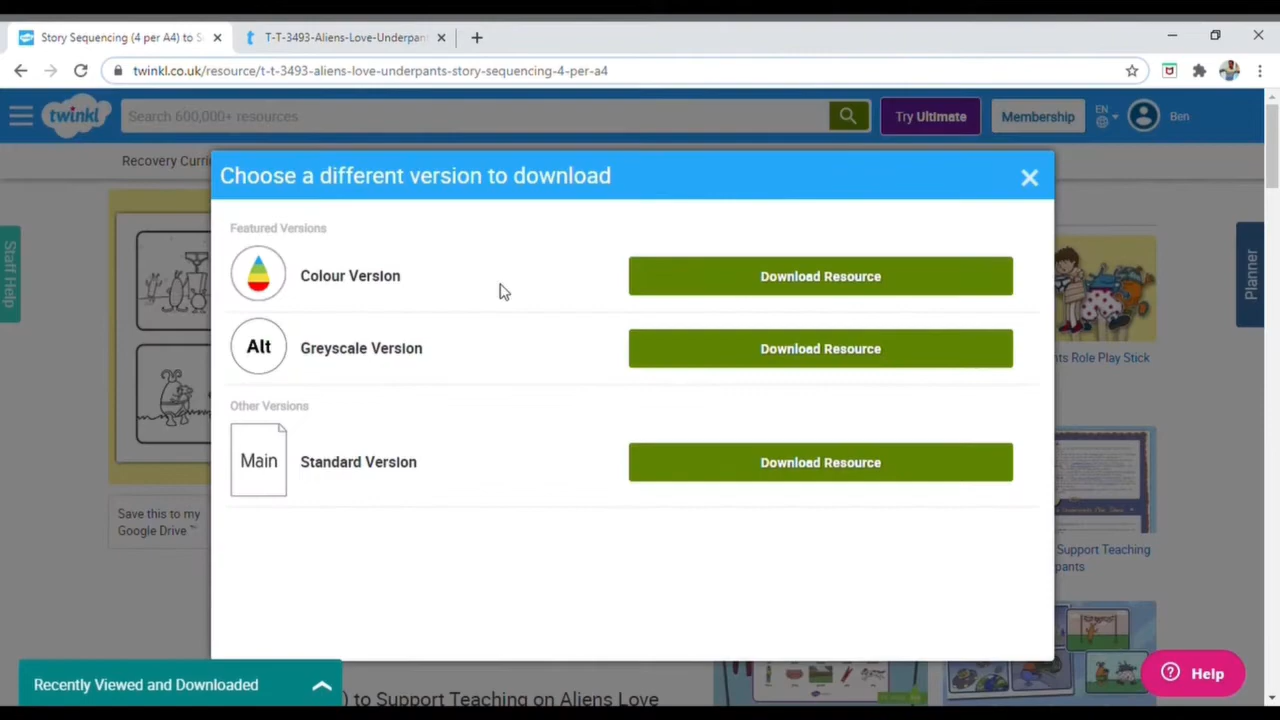 Story Sequencing (4 per A4) to S
T-T-3493-Aliens-Love-Underpant
twinkl.co.uk/resource/t-t-3493-aliens-love-underpants-story-sequencing-4-per-a4
twinkl
Search 600,000+ resources
Try Ultimate
Membership
EN
Ben
Recovery Curri
Choose a different version to download
Featured Versions
Colour Version
Download Resource
Alt
Greyscale Version
Download Resource
Other Versions
Main
Standard Version
Download Resource
Staff Help
Planner
nts Role Play Stick
Save this to my
Google Drive ™
Support Teaching
pants
Recently Viewed and Downloaded
) to Support Teaching on Aliens Love
Help